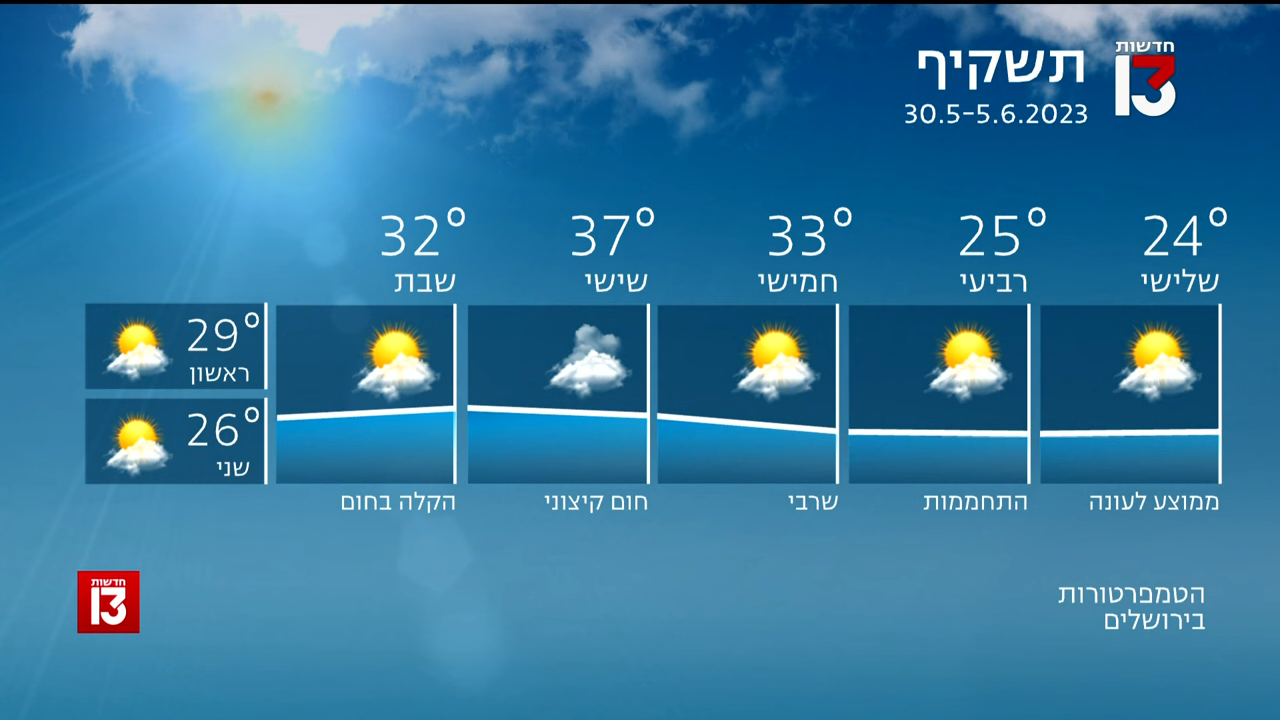 חדשות
13
תשקיף
30.5-5.6.2023
24°
שלישי
ממוצע לעונה
25°
רביעי
התחממות
33°
חמישי
שרבי
37°
שישי
חום קיצוני
32°
שבת
הקלה בחום
29°
ראשון
26°
שני
הטמפרטורות
בירושלים
חדשות
13